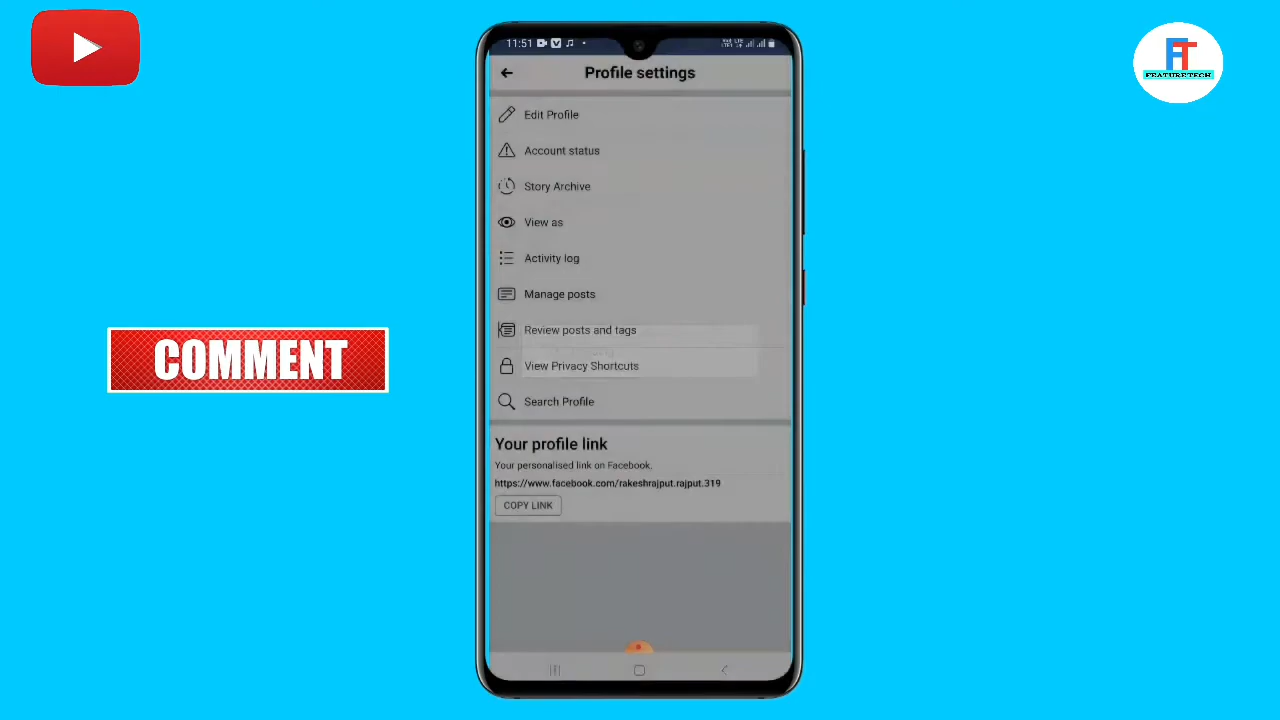 11:51
Profile settings
FT
FEATURETECH
Edit Profile
Account status
Story Archive
View as
Activity log
Manage posts
Review posts and tags
View Privacy Shortcuts
Search Profile
COMMENT
Your profile link
Your personalised link on Facebook.
https://www.facebook.com/rakeshrajput.rajput.319
COPY LINK